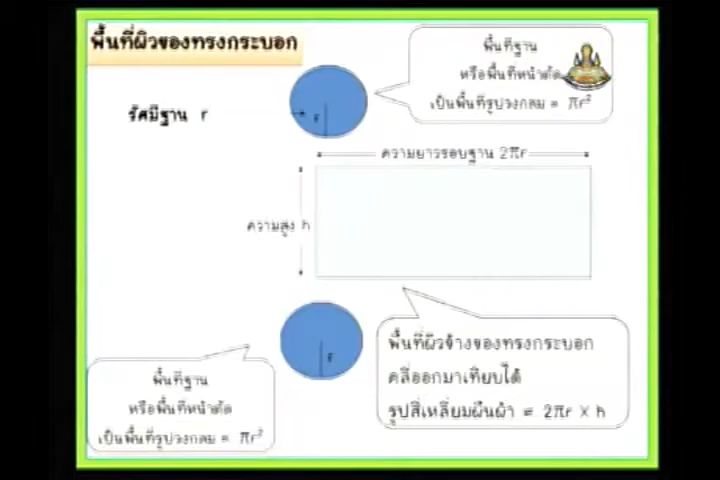 พื้นที่ผิวของทรงกระบอก
พื้นที่ฐาน
หรือพื้นที่หน้าตัด
เป็นพื้นที่รูปวงกลม = πr²
รัศมีฐาน r
r
ความยาวรอบฐาน 2πr
ความสูง h
r
พื้นที่ผิวข้างของทรงกระบอก
คลี่ออกมาเทียบได้
รูปสี่เหลี่ยมผืนผ้า = 2πr × h
พื้นที่ฐาน
หรือพื้นที่หน้าตัด
เป็นพื้นที่รูปวงกลม = πr²